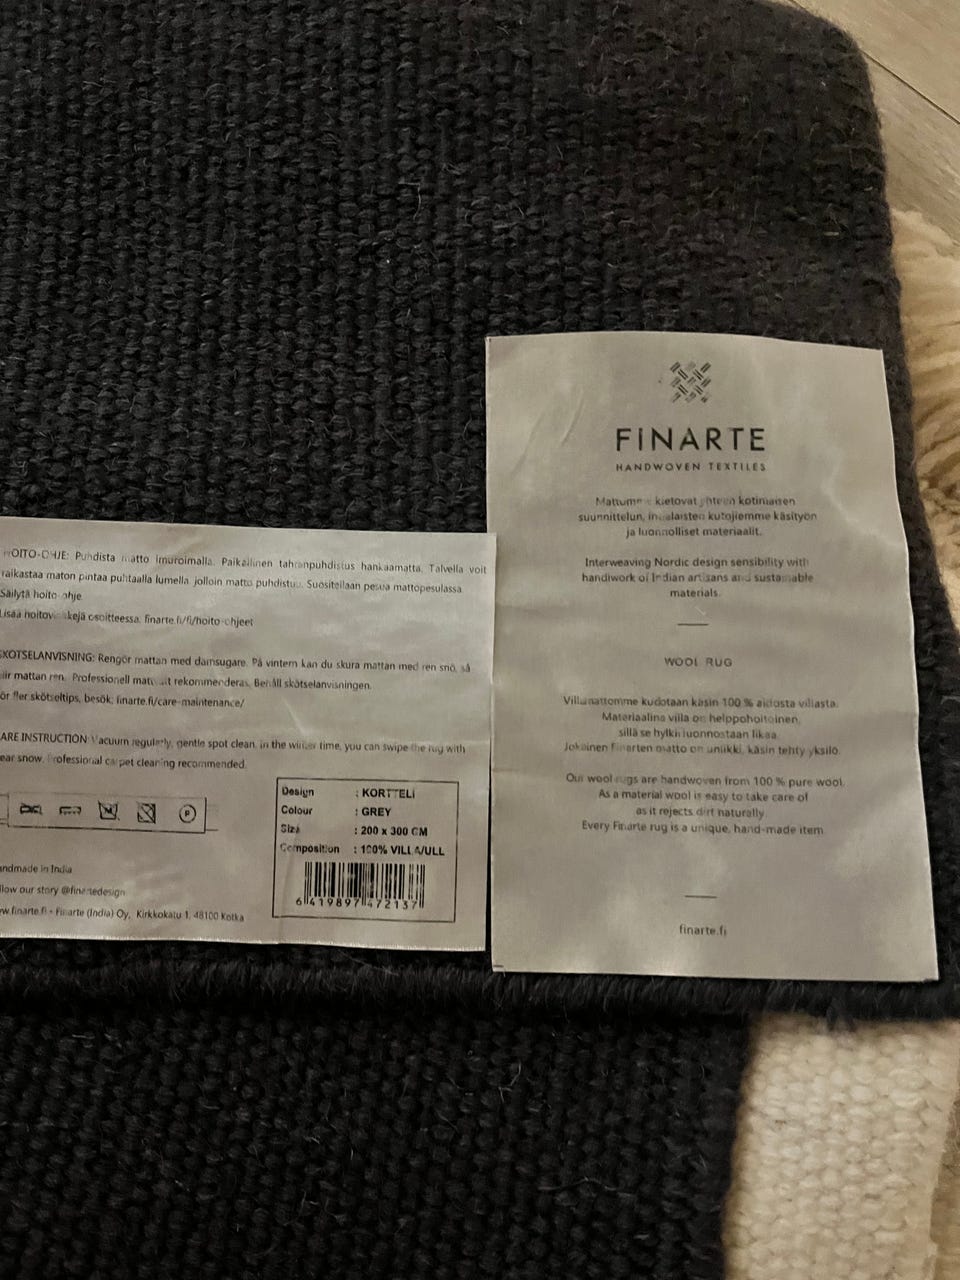 FINARTE
HANDWOVEN TEXTILES
kietovat yhteen kotimaisen
suunnittelun, intialaisten kutojiemme käsityön
ja luonnolliset materiaalit.
Interweaving Nordic design sensibility with
handiwork of Indian artisans and sustainable
materials.
WOOL RUG
Villamattomme kudotaan käsin 100 % aidosta villasta.
Materiaalina villa on helppohoitoinen,
sillä se hylkii luonnostaan likaa.
Jokainen Finarten matto on uniikki, käsin tehty yksilö.
Our wool rugs are handwoven from 100 % pure wool.
As a material wool is easy to take care of
as it rejects dirt naturally.
Every Finarte rug is a unique, hand-made item.
finarte.fi
HOITO-OHJE: Puhdista matto imuroimalla. Paikallinen tahranpuhdistus hankaamatta. Talvella voit
raikastaa maton pintaa puhtaalla lumella, jolloin matto puhdistuu. Suositellaan pesua mattopesulassa.
Säilytä hoito-ohje.
Lisää hoitovinkkejä osoitteessa: finarte.fi/fi/hoito-ohjeet
SKÖTSELANVISNING: Rengör mattan med damsugare. På vintern kan du skura mattan med ren snö, så
mattan ren. Professionell rekommenderas. Behåll skötselanvisningen.
ör fler skötseltips, besök: finarte.fi/care-maintenance/
ARE INSTRUCTION: Vacuum regularly, gentle spot clean. In the winter time, you can swipe the rug with
ear snow. Professional carpet cleaning recommended.
P
Design : KORTTELI
Colour : GREY
Size : 200 x 300 CM
Composition : 100% VILLA/ULL
6 419897 472137
andmade in India
llow our story @finartedesign
w.finarte.fi • Finarte (India) Oy, Kirkkokatu 1, 48100 Kotka